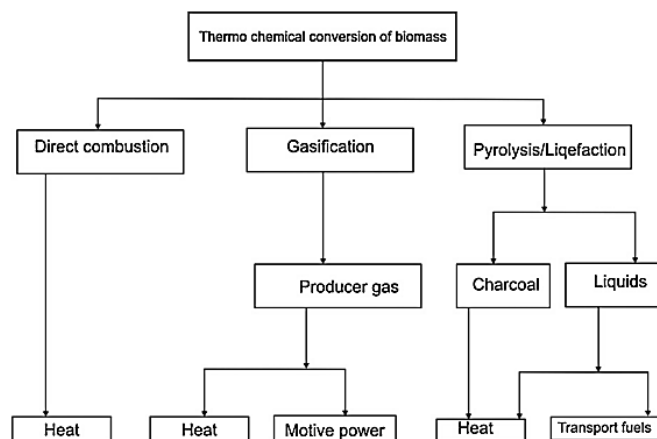 Thermo chemical conversion of biomass
Direct combustion
Gasification
Pyrolysis/Liqefaction
Producer gas
Charcoal
Liquids
Heat
Heat
Motive power
Heat
Transport fuels